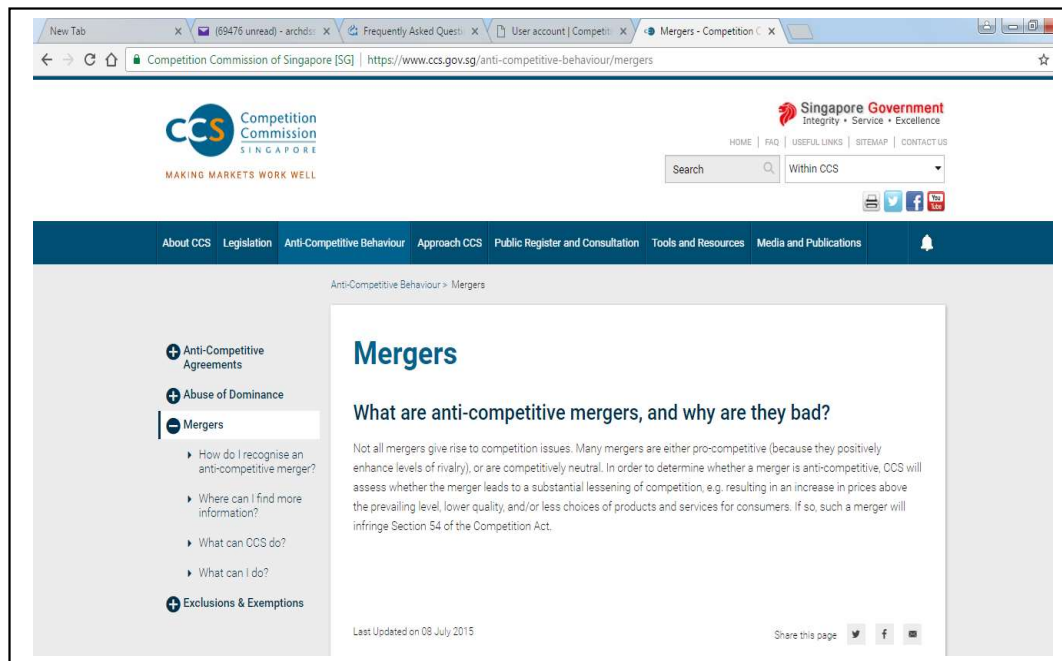 New Tab
(69476 unread) - archds
Frequently Asked Questi
User account | Competiti
Mergers - Competition C
Competition Commission of Singapore [SG] | https://www.ccs.gov.sg/anti-competitive-behaviour/mergers
CCS
Competition
Commission
SINGAPORE
MAKING MARKETS WORK WELL
Singapore Government
Integrity • Service • Excellence
HOME | FAQ | USEFUL LINKS | SITEMAP | CONTACT US
Search
Within CCS
You
Tube
About CCS Legislation Anti-Competitive Behaviour Approach CCS Public Register and Consultation Tools and Resources Media and Publications
Anti-Competitive Behaviour > Mergers
Anti-Competitive
Agreements
Abuse of Dominance
Mergers
How do I recognise an
anti-competitive merger?
Where can I find more
information?
What can CCS do?
What can I do?
Exclusions & Exemptions
Mergers
What are anti-competitive mergers, and why are they bad?
Not all mergers give rise to competition issues. Many mergers are either pro-competitive (because they positively
enhance levels of rivalry), or are competitively neutral. In order to determine whether a merger is anti-competitive, CCS will
assess whether the merger leads to a substantial lessening of competition, e.g. resulting in an increase in prices above
the prevailing level, lower quality, and/or less choices of products and services for consumers. If so, such a merger will
infringe Section 54 of the Competition Act.
Last Updated on 08 July 2015
Share this page